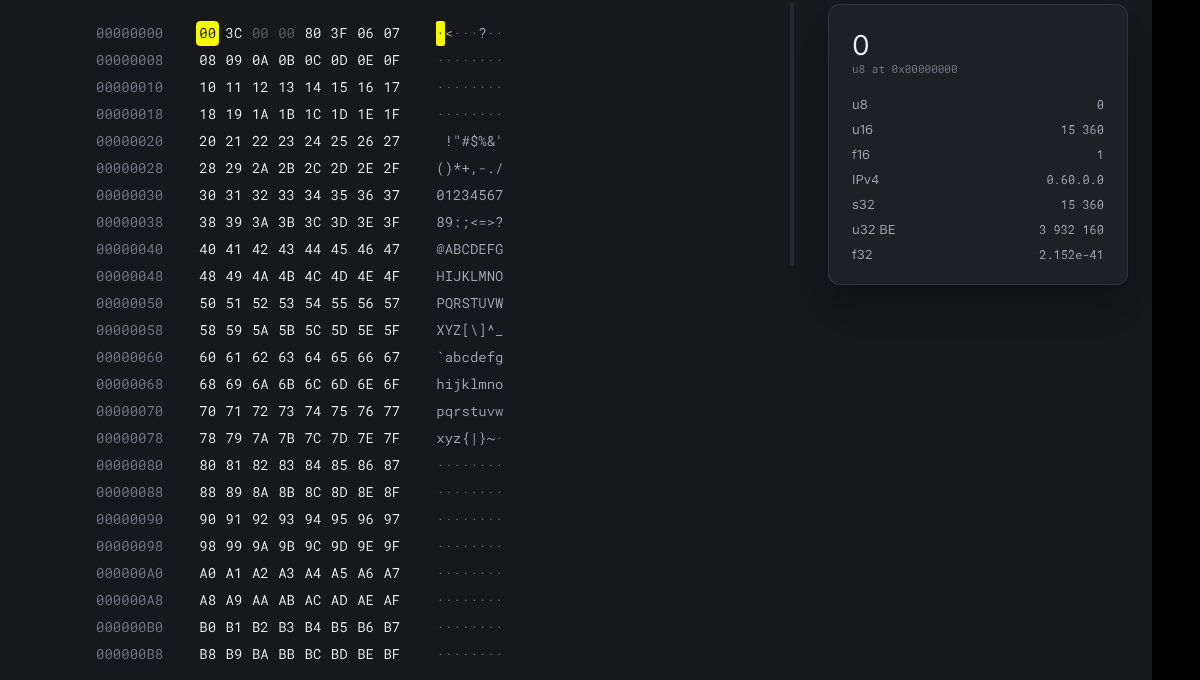 00000000 00 3C 00 00 80 3F 06 07 ·<···?··
00000008 08 09 0A 0B 0C 0D 0E 0F ········
00000010 10 11 12 13 14 15 16 17 ········
00000018 18 19 1A 1B 1C 1D 1E 1F ········
00000020 20 21 22 23 24 25 26 27  !"#$%&'
00000028 28 29 2A 2B 2C 2D 2E 2F ()*+,-./
00000030 30 31 32 33 34 35 36 37 01234567
00000038 38 39 3A 3B 3C 3D 3E 3F 89:;<=>?
00000040 40 41 42 43 44 45 46 47 @ABCDEFG
00000048 48 49 4A 4B 4C 4D 4E 4F HIJKLMNO
00000050 50 51 52 53 54 55 56 57 PQRSTUVW
00000058 58 59 5A 5B 5C 5D 5E 5F XYZ[\]^_
00000060 60 61 62 63 64 65 66 67 `abcdefg
00000068 68 69 6A 6B 6C 6D 6E 6F hijklmno
00000070 70 71 72 73 74 75 76 77 pqrstuvw
00000078 78 79 7A 7B 7C 7D 7E 7F xyz{|}~·
00000080 80 81 82 83 84 85 86 87 ········
00000088 88 89 8A 8B 8C 8D 8E 8F ········
00000090 90 91 92 93 94 95 96 97 ········
00000098 98 99 9A 9B 9C 9D 9E 9F ········
000000A0 A0 A1 A2 A3 A4 A5 A6 A7 ········
000000A8 A8 A9 AA AB AC AD AE AF ········
000000B0 B0 B1 B2 B3 B4 B5 B6 B7 ········
000000B8 B8 B9 BA BB BC BD BE BF ········
0
u8 at 0x00000000
u8 0
u16 15 360
f16 1
IPv4 0.60.0.0
s32 15 360
u32 BE 3 932 160
f32 2.152e-41